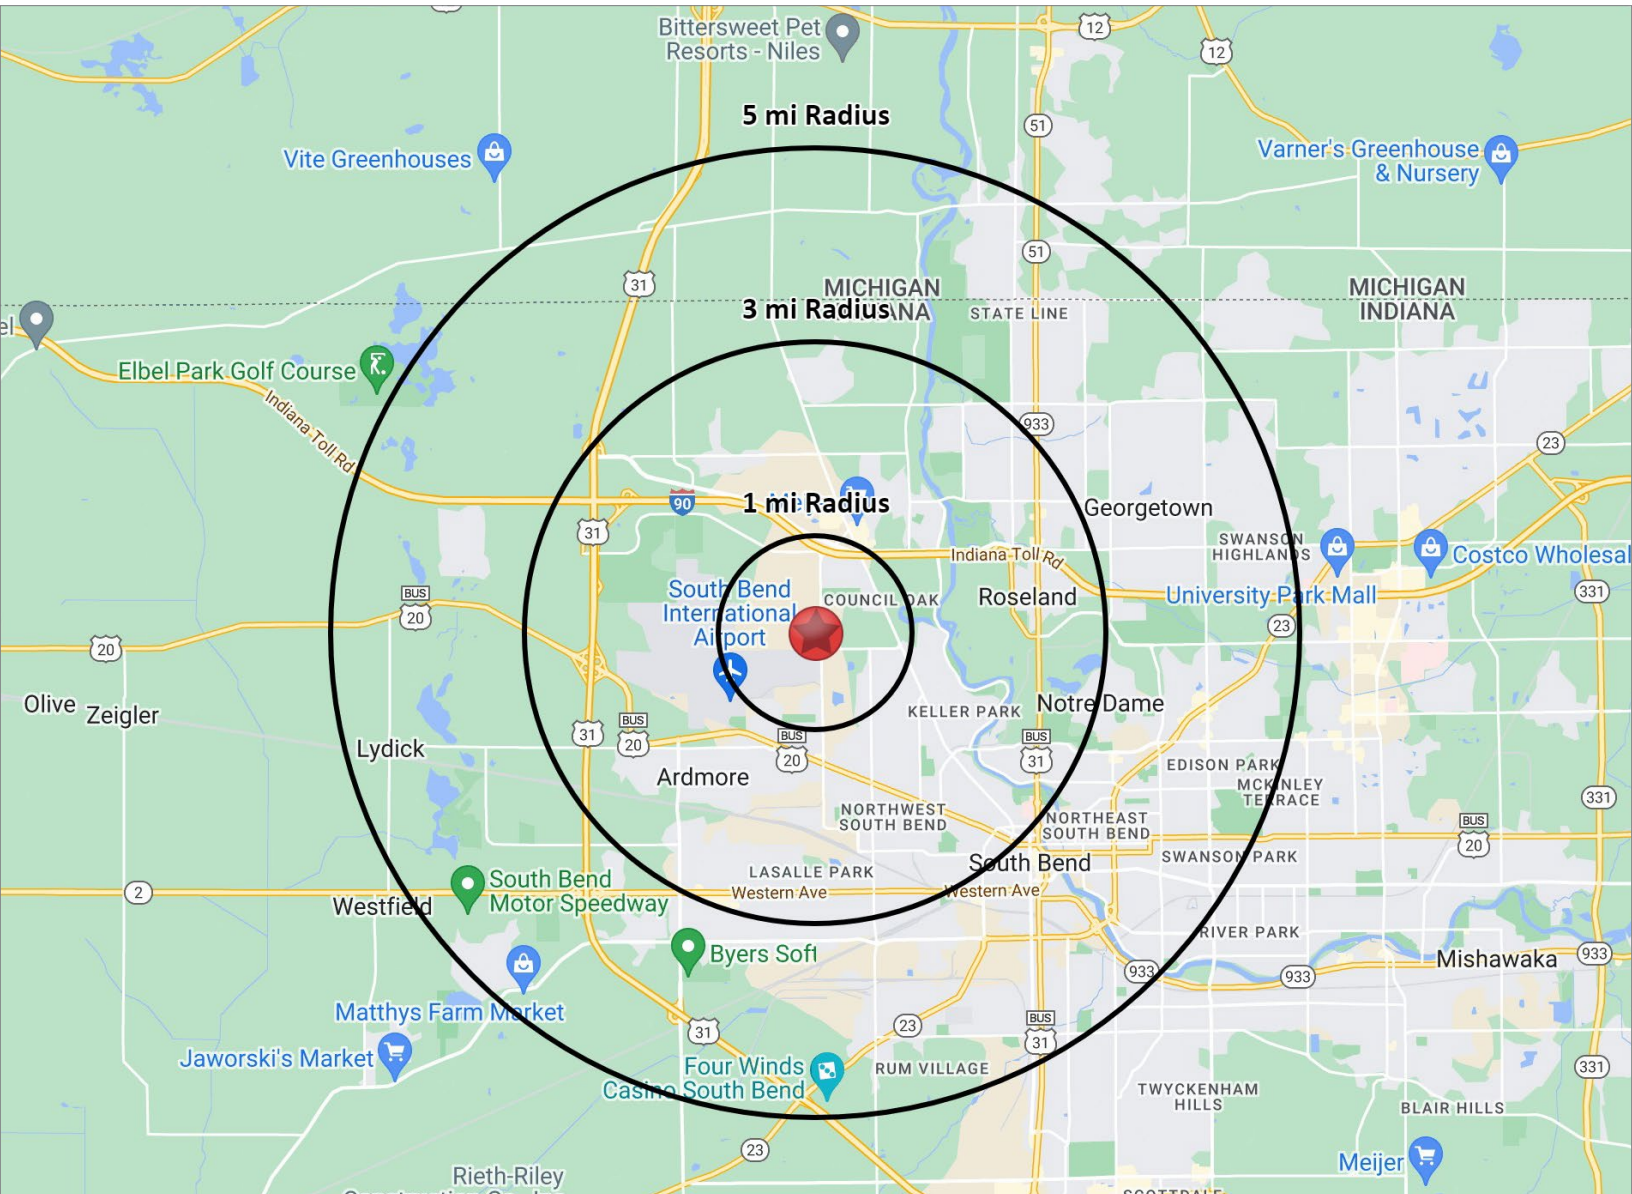 Bittersweet Pet
Resorts - Niles
12
12
5 mi Radius
51
Vite Greenhouses
Varner's Greenhouse
& Nursery
51
31
MICHIGAN
3 mi Radius
STATE LINE
MICHIGAN
INDIANA
el
Elbel Park Golf Course
Indiana Toll Rd
933
23
90
1 mi Radius
Georgetown
31
SWANSON
HIGHLANDS
Costco Wholesal
Indiana Toll Rd
South Bend
International
Airport
COUNCIL OAK
Roseland
University Park Mall
331
BUS
20
23
20
Olive
Zeigler
KELLER PARK
Notre Dame
BUS
20
31
BUS
20
BUS
31
Lydick
Ardmore
EDISON PARK
MCKINLEY
TERRACE
331
NORTHWEST
SOUTH BEND
NORTHEAST
SOUTH BEND
BUS
20
SWANSON PARK
South Bend
LASALLE PARK
2
Western Ave
Western Ave
South Bend
Motor Speedway
Westfield
RIVER PARK
Byers Soft
933
933
Mishawaka
933
Matthys Farm Market
31
23
BUS
31
Jaworski's Market
Four Winds
Casino South Bend
RUM VILLAGE
331
TWYCKENHAM
HILLS
BLAIR HILLS
23
Meijer
Rieth-Riley